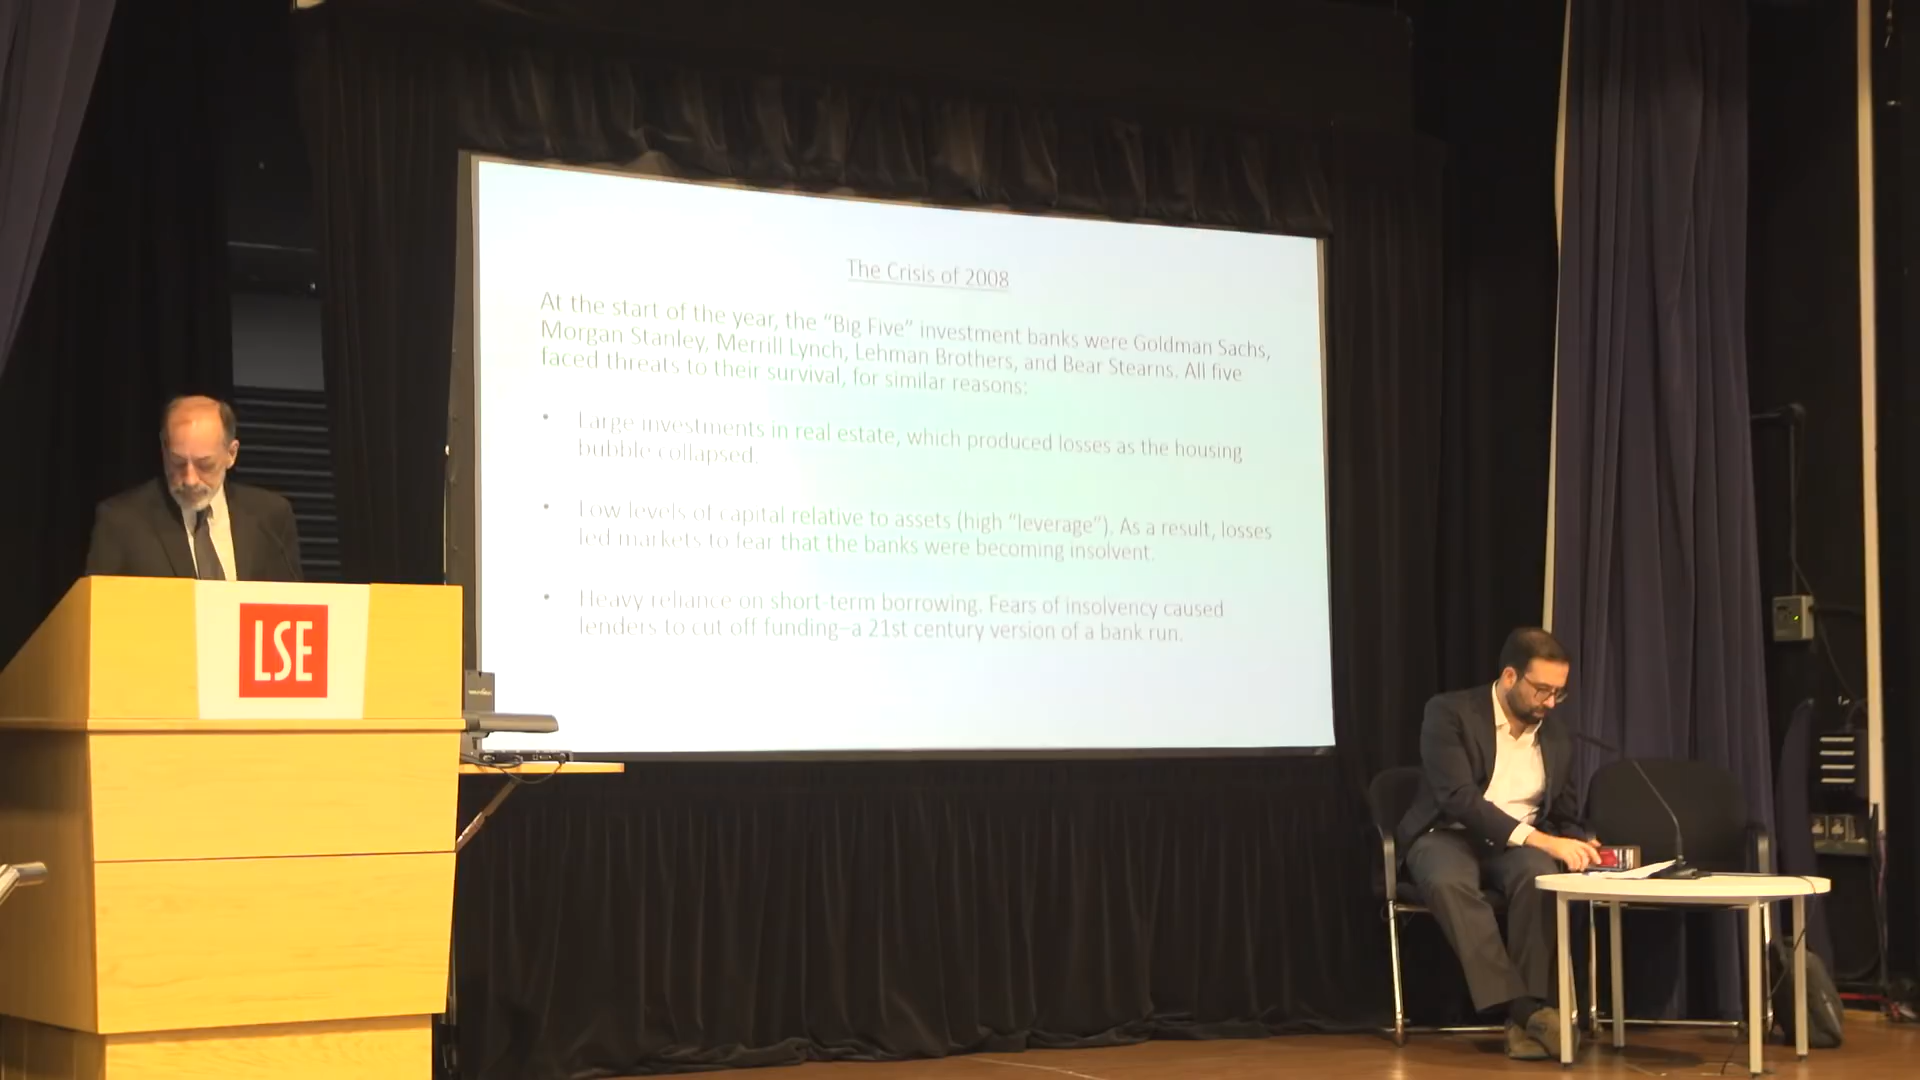 The Crisis of 2008
At the start of the year, the “Big Five” investment banks were Goldman Sachs,
Morgan Stanley, Merrill Lynch, Lehman Brothers, and Bear Stearns. All five
faced threats to their survival, for similar reasons:
• Large investments in real estate, which produced losses as the housing
bubble collapsed.
• Low levels of capital relative to assets (high “leverage”). As a result, losses
led markets to fear that the banks were becoming insolvent.
• Heavy reliance on short-term borrowing. Fears of insolvency caused
lenders to cut off funding–a 21st century version of a bank run.
LSE